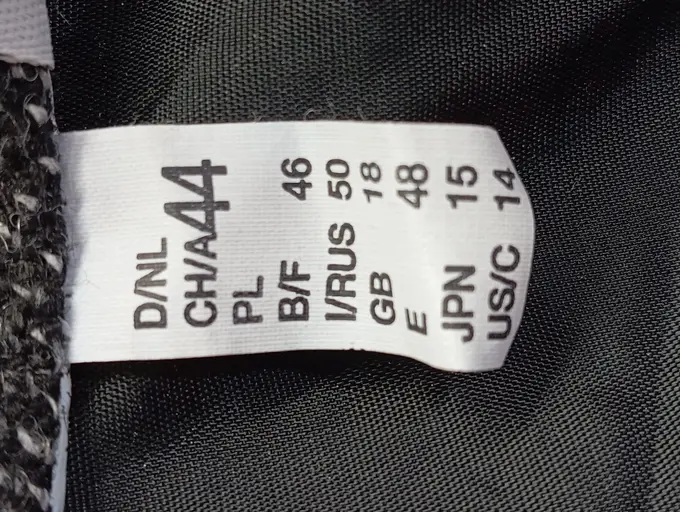 D/NL
CH/A 44
PL
B/F 46
I/RUS 50
GB 18
E 48
JPN 15
US/C 14